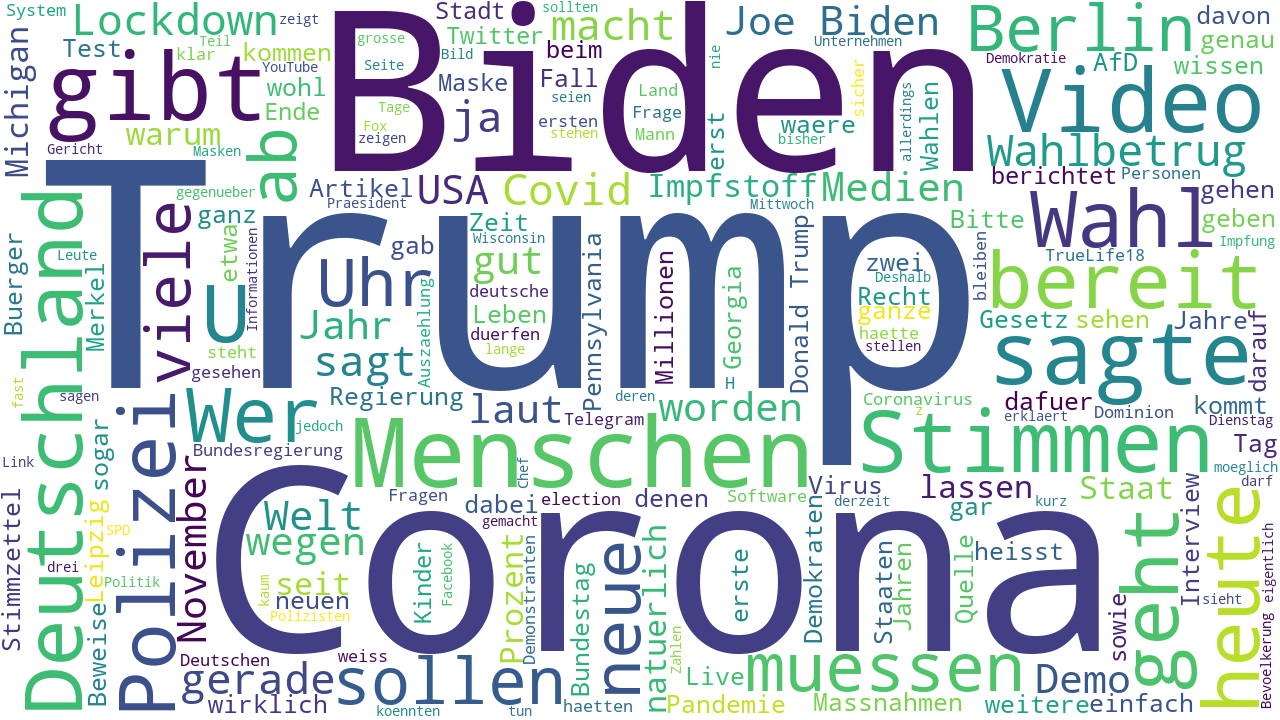 System
Lockdown
zeigt
Stadt
Twitter
macht
sollten
Joe Biden
Berlin
davon
genau
Michigan
Test
klar
Teil
kommen
YouTube
grosse
Seite
Bild
beim
Unternehmen
nie
Demokratie
AfD
wissen
Biden
gibt
wohl
Ende
warum
ab
Tage
Fox
zeigen
Maske
ja
Fall
seien
ersten
stehen
Land
Frage
Mann
erst
waere
bisher
sicher
allerdings
Wahlen
Video
Wahlbetrug
Gericht
Masken
gegenueber
Artikel
Praesident
USA
Covid
Impfstoff
Mittwoch
Medien
berichtet
Personen
gehen
geben
Impfung
Trump
Deutschland
viele
ganz
etwa
Informationen
gab
Zeit
Wisconsin
gut
deutsche
Leben
duerfen
lange
Pennsylvania
Millionen
Georgia
Donald Trump
zwei
Deshalb
Recht
ganze
haette
stellen
Bitte
bleiben
Wahl
TrueLife18
bereit
Buerger
Leute
Merkel
U
Uhr
Jahr
steht
gesehen
sagt
Auszaehlung
Gesetz
sehen
Jahre
darauf
sagte
fast
sagen
Polizei
Wer
jedoch
Regierung
laut
Telegram
deren
H
worden
Coronavirus
z
dafuer
erklaert
Dominion
kommt
Dienstag
Bundesregierung
Menschen
Stimmen
Tag
moeglich
darf
Link
sogar
November
Stimmzettel
Leipzig
SPD
drei
Politik
Beweise
Welt
wegen
seit
kaum
neuen
Polizisten
Fragen
Kinder
Facebook
dabei
Chef
election
gemacht
denen
Software
Virus
derzeit
lassen
gar
kurz
Staat
Corona
Prozent
Demonstranten
Bundestag
neue
natuerlich
Zahlen
erste
Demokraten
Staaten
Jahren
Quelle
heisst
sowie
geht
Interview
sieht
heute
eigentlich
Bevoelkerung
Deutschen
weiss
gerade
wirklich
sollen
koennten
tun
haetten
Live
Pandemie
muessen
Massnahmen
Demo
weitere
einfach